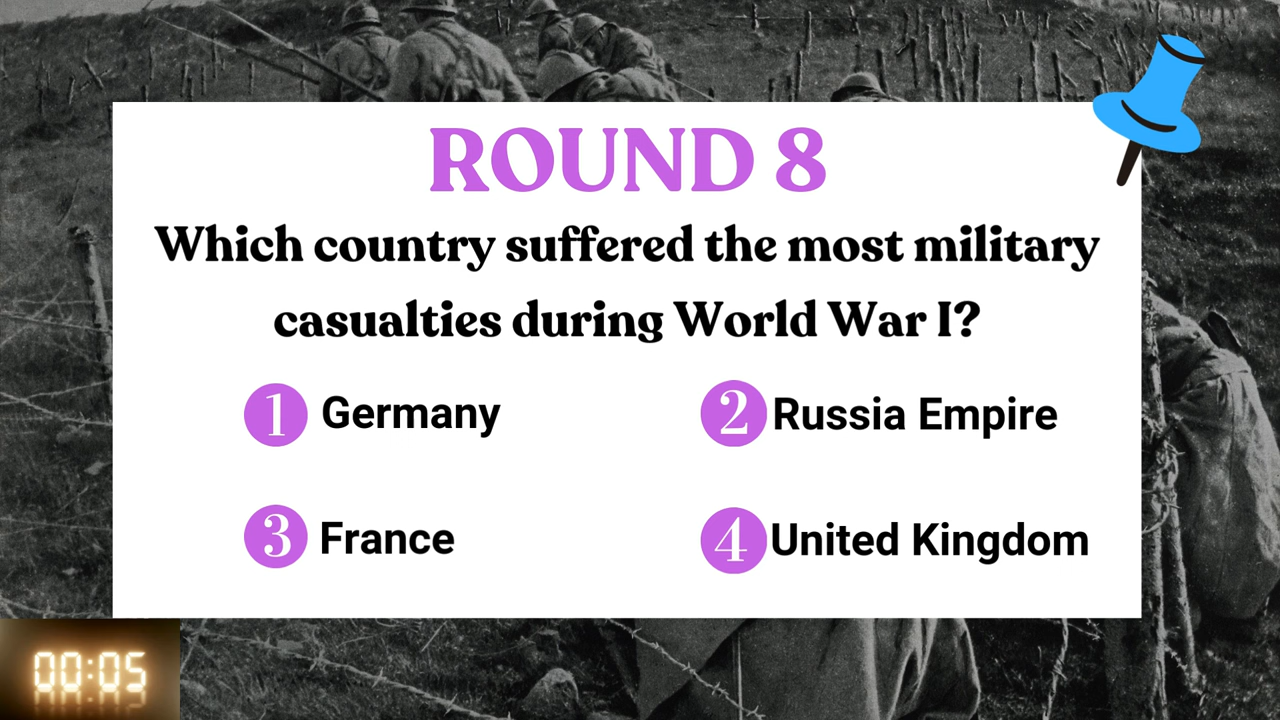 ROUND 8
Which country suffered the most military
casualties during World War I?
1 Germany
2 Russia Empire
3 France
4 United Kingdom
00:05